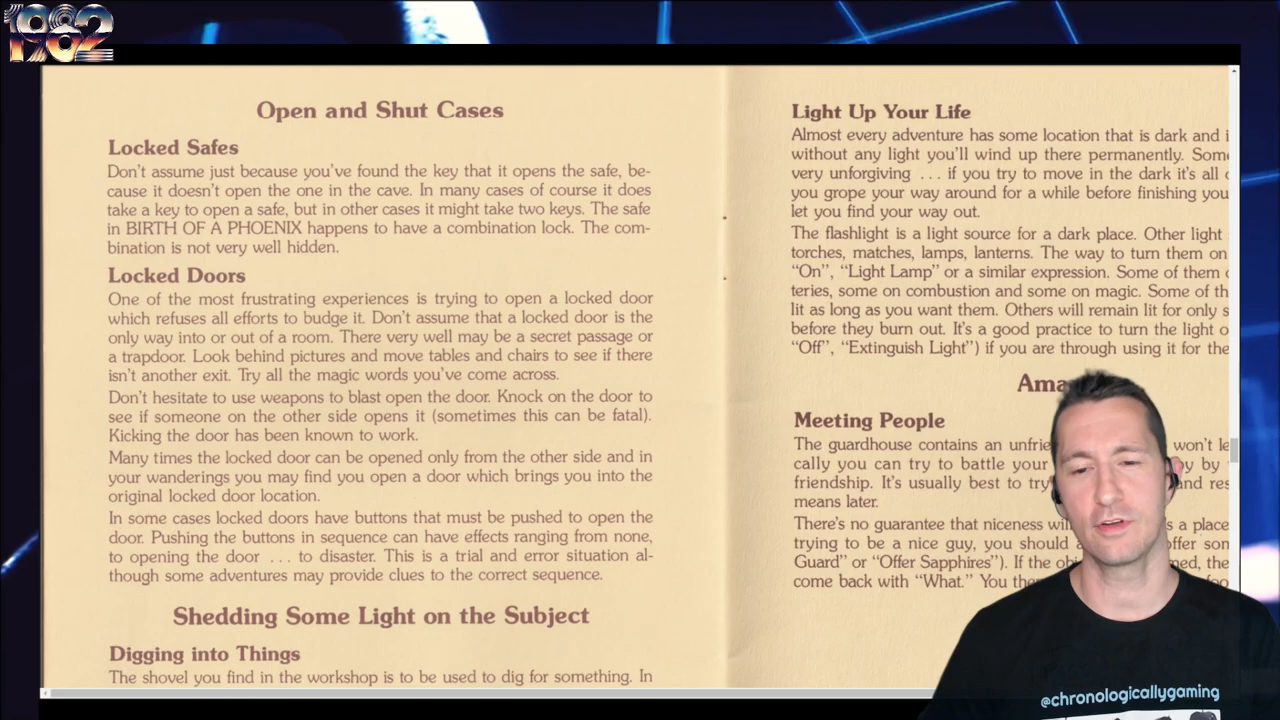 1982
Open and Shut Cases
Locked Safes
Don't assume just because you've found the key that it opens the safe, be-
cause it doesn't open the one in the cave. In many cases of course it does
take a key to open a safe, but in other cases it might take two keys. The safe
in BIRTH OF A PHOENIX happens to have a combination lock. The com-
bination is not very well hidden.
Locked Doors
One of the most frustrating experiences is trying to open a locked door
which refuses all efforts to budge it. Don't assume that a locked door is the
only way into or out of a room. There very well may be a secret passage or
a trapdoor. Look behind pictures and move tables and chairs to see if there
isn't another exit. Try all the magic words you've come across.
Don't hesitate to use weapons to blast open the door. Knock on the door to
see if someone on the other side opens it (sometimes this can be fatal).
Kicking the door has been known to work.
Many times the locked door can be opened only from the other side and in
your wanderings you may find you open a door which brings you into the
original locked door location.
In some cases locked doors have buttons that must be pushed to open the
door. Pushing the buttons in sequence can have effects ranging from none,
to opening the door ... to disaster. This is a trial and error situation al-
though some adventures may provide clues to the correct sequence.
Shedding Some Light on the Subject
Digging into Things
The shovel you find in the workshop is to be used to dig for something. In
Light Up Your Life
Almost every adventure has some location that is dark and
without any light you'll wind up there permanently.
very unforgiving ... if you try to move in the dark it's all
you grope your way around for a while before finishing
let you find your way out.
The flashlight is a light source for a dark place. Other light
torches, matches, lamps, lanterns. The way to turn them on
"On", "Light Lamp" or a similar expression. Some of them
teries, some on combustion and some on magic. Some of
lit as long as you want them. Others will remain lit for only
before they burn out. It's a good practice to turn the light
"Off", "Extinguish Light") if you are through using it for the
Meeting People
The guardhouse contains an won't
cally you can try to battle your by
friendship. It's usually best to try and
means later.
There's no guarantee that niceness a place
trying to be a nice guy, you should offer
Guard" or "Offer Sapphires"). If the
come back with "What." You
@chronologicallygaming